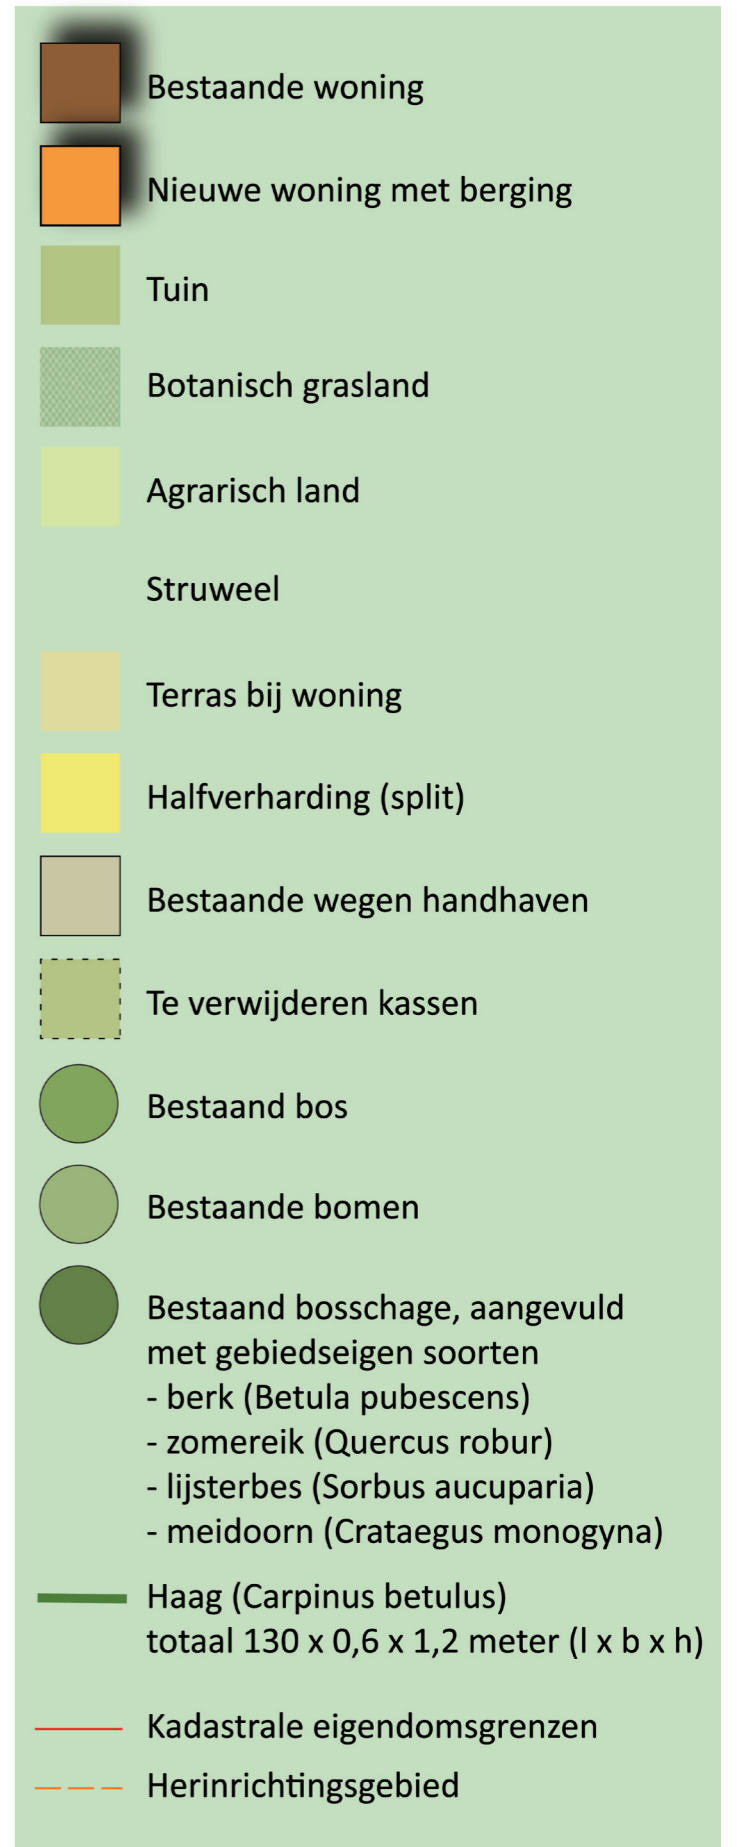 Bestaande woning
Nieuwe woning met berging
Tuin
Botanisch grasland
Agrarisch land
Struweel
Terras bij woning
Halfverharding (split)
Bestaande wegen handhaven
Te verwijderen kassen
Bestaand bos
Bestaande bomen
Bestaand bosschage, aangevuld
met gebiedseigen soorten
- berk (Betula pubescens)
- zomereik (Quercus robur)
- lijsterbes (Sorbus aucuparia)
- meidoorn (Crataegus monogyna)
Haag (Carpinus betulus)
totaal 130 x 0,6 x 1,2 meter (l x b x h)
Kadastrale eigendomsgrenzen
Herinrichtingsgebied